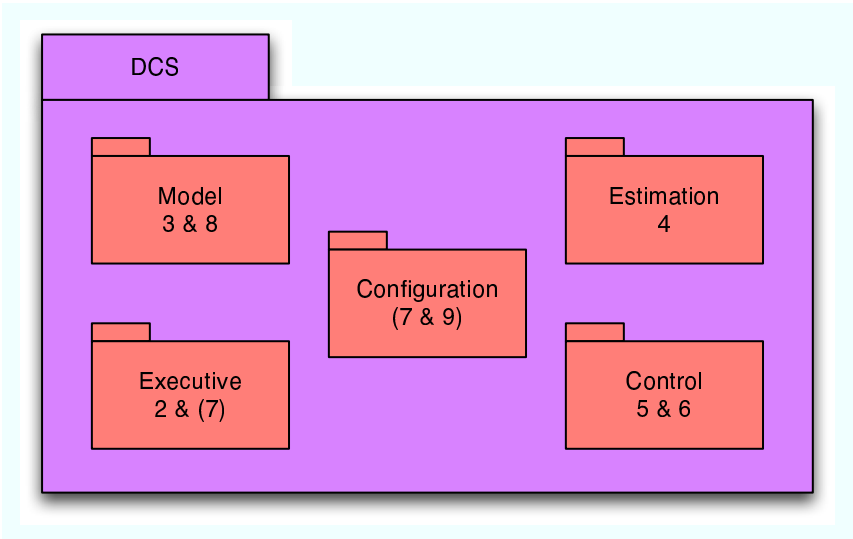 DCS
Model
3 & 8
Estimation
4
Configuration
(7 & 9)
Executive
2 & (7)
Control
5 & 6